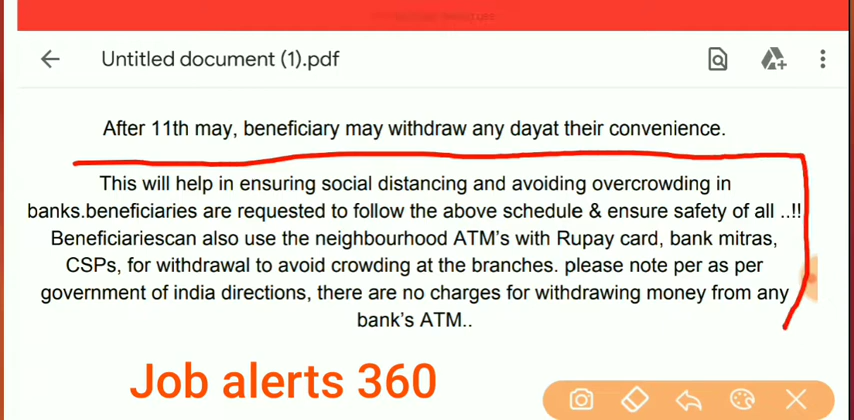 Untitled document (1).pdf
After 11th may, beneficiary may withdraw any dayat their convenience.
This will help in ensuring social distancing and avoiding overcrowding in
banks.beneficiaries are requested to follow the above schedule & ensure safety of all ..!!
Beneficiariescan also use the neighbourhood ATM's with Rupay card, bank mitras,
CSPs, for withdrawal to avoid crowding at the branches. please note per as per
government of india directions, there are no charges for withdrawing money from any
bank's ATM..
Job alerts 360